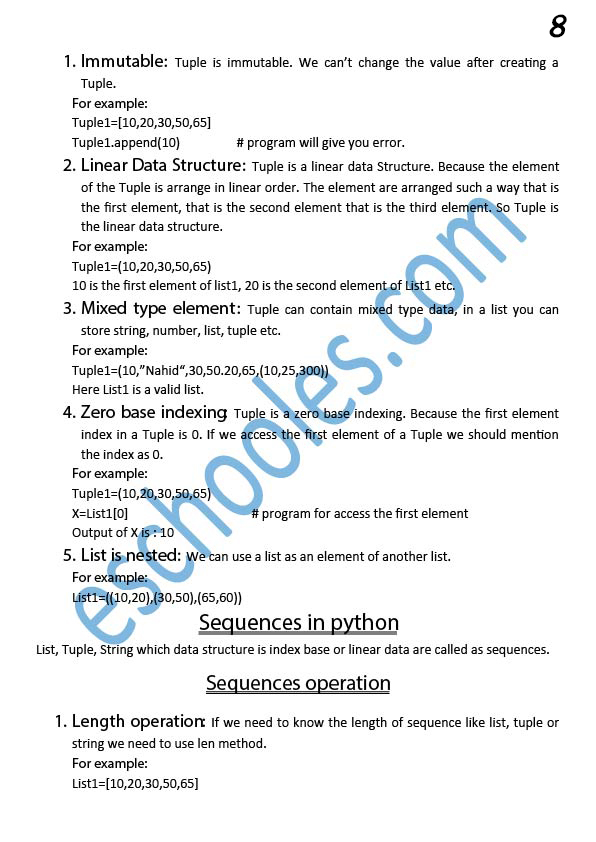 8
1. Immutable: Tuple is immutable. We can't change the value after creating a
Tuple.
For example:
Tuple1=[10,20,30,50,65]
Tuple1.append(10) # program will give you error.
2. Linear Data Structure: Tuple is a linear data Structure. Because the element
of the Tuple is arrange in linear order. The element are arranged such a way that is
the first element, that is the second element that is the third element. So Tuple is
the linear data structure.
For example:
Tuple1=(10,20,30,50,65)
10 is the first element of list1, 20 is the second element of List1 etc.
3. Mixed type element: Tuple can contain mixed type data, in a list you can
store string, number, list, tuple etc.
For example:
Tuple1=(10,”Nahid“,30,50.20,65,(10,25,300))
Here List1 is a valid list.
4. Zero base indexing: Tuple is a zero base indexing. Because the first element
index in a Tuple is 0. If we access the first element of a Tuple we should mention
the index as 0.
For example:
Tuple1=(10,20,30,50,65)
X=List1[0] # program for access the first element
Output of X is : 10
5. List is nested: We can use a list as an element of another list.
For example:
List1=((10,20),(30,50),(65,60))
Sequences in python
List, Tuple, String which data structure is index base or linear data are called as sequences.
Sequences operation
1. Length operation: If we need to know the length of sequence like list, tuple or
string we need to use len method.
For example:
List1=[10,20,30,50,65]
eschooles.com